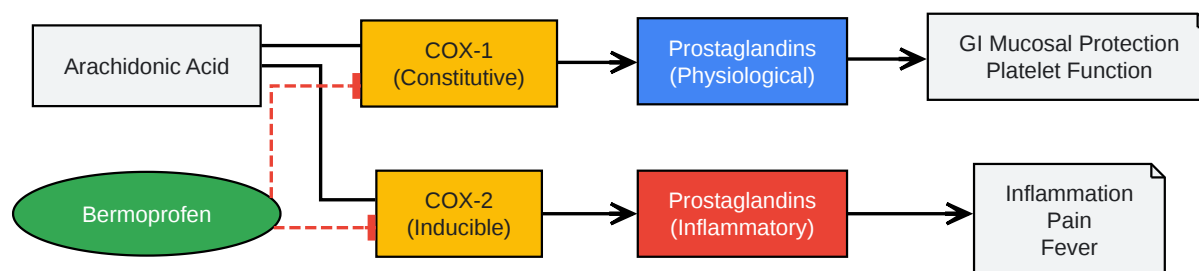 Arachidonic Acid
COX-1
(Constitutive)
Prostaglandins
(Physiological)
GI Mucosal Protection
Platelet Function
Bermoprofen
COX-2
(Inducible)
Prostaglandins
(Inflammatory)
Inflammation
Pain
Fever